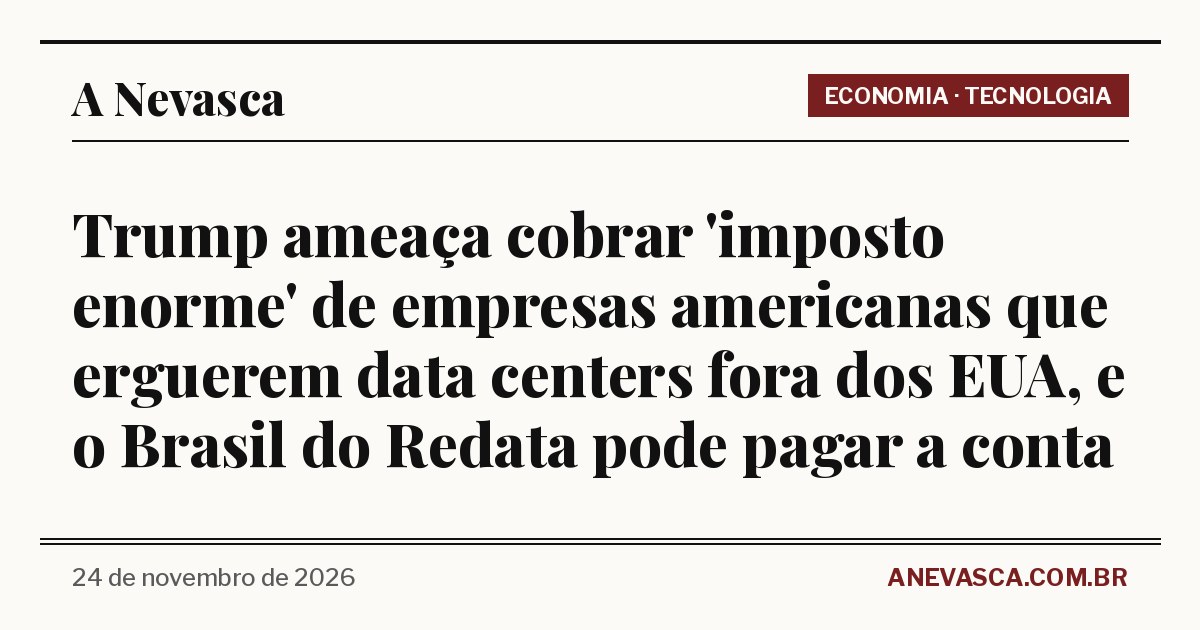 A Nevasca
ECONOMIA · TECNOLOGIA
Trump ameaça cobrar 'imposto
enorme' de empresas americanas que
erguerem data centers fora dos EUA, e
o Brasil do Redata pode pagar a conta
24 de novembro de 2026
ANEVASCA.COM.BR